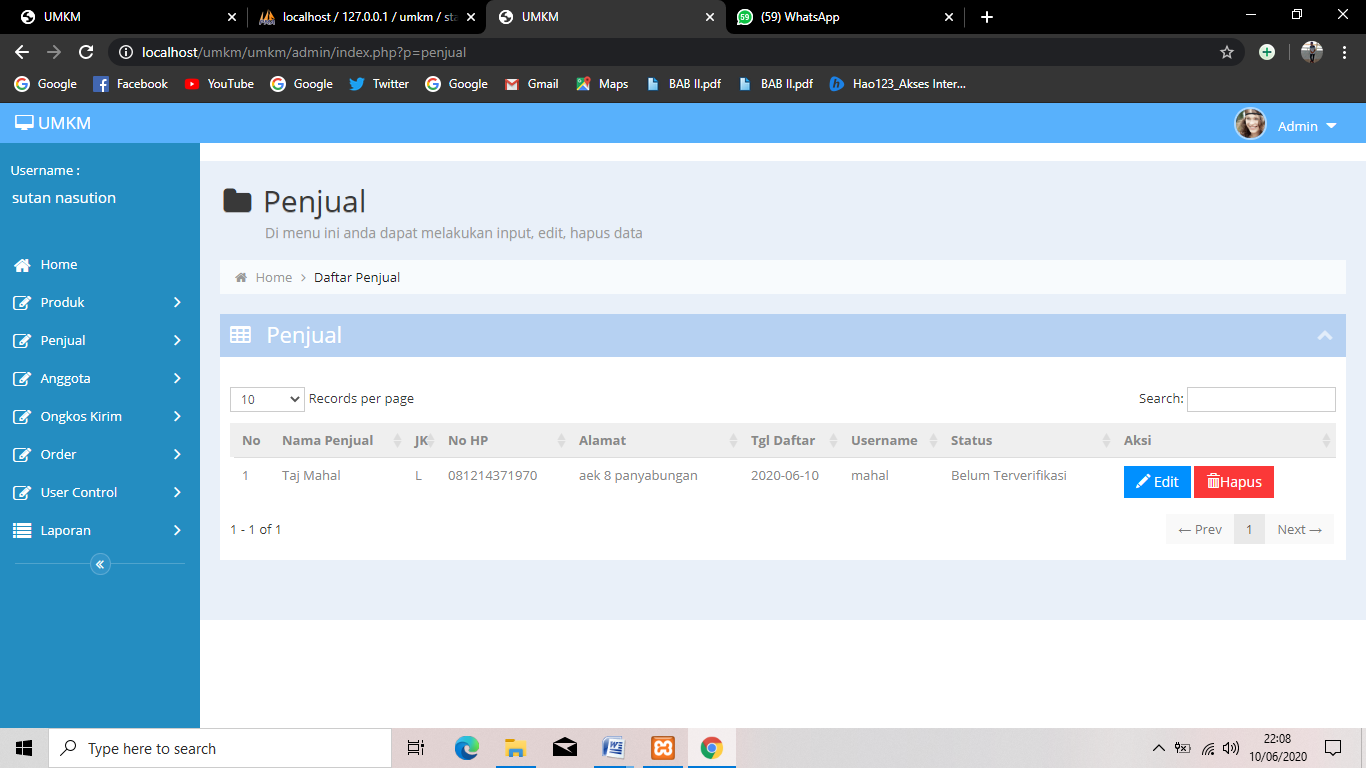 UMKM
localhost / 127.0.0.1 / umkm / sta
UMKM
(59) WhatsApp
localhost/umkm/umkm/admin/index.php?p=penjual
Google Facebook YouTube Google Twitter Google Gmail Maps BAB II.pdf BAB II.pdf Hao123_Akses Inter...
UMKM
Admin
Username :
sutan nasution
Home
Produk
Penjual
Anggota
Ongkos Kirim
Order
User Control
Laporan
Penjual
Di menu ini anda dapat melakukan input, edit, hapus data
Home > Daftar Penjual
Penjual
10 Records per page
Search:
No Nama Penjual JK No HP Alamat Tgl Daftar Username Status Aksi
1 Taj Mahal L 081214371970 aek 8 panyabungan 2020-06-10 mahal Belum Terverifikasi Edit Hapus
1 - 1 of 1
← Prev 1 Next →
Type here to search
22:08
10/06/2020